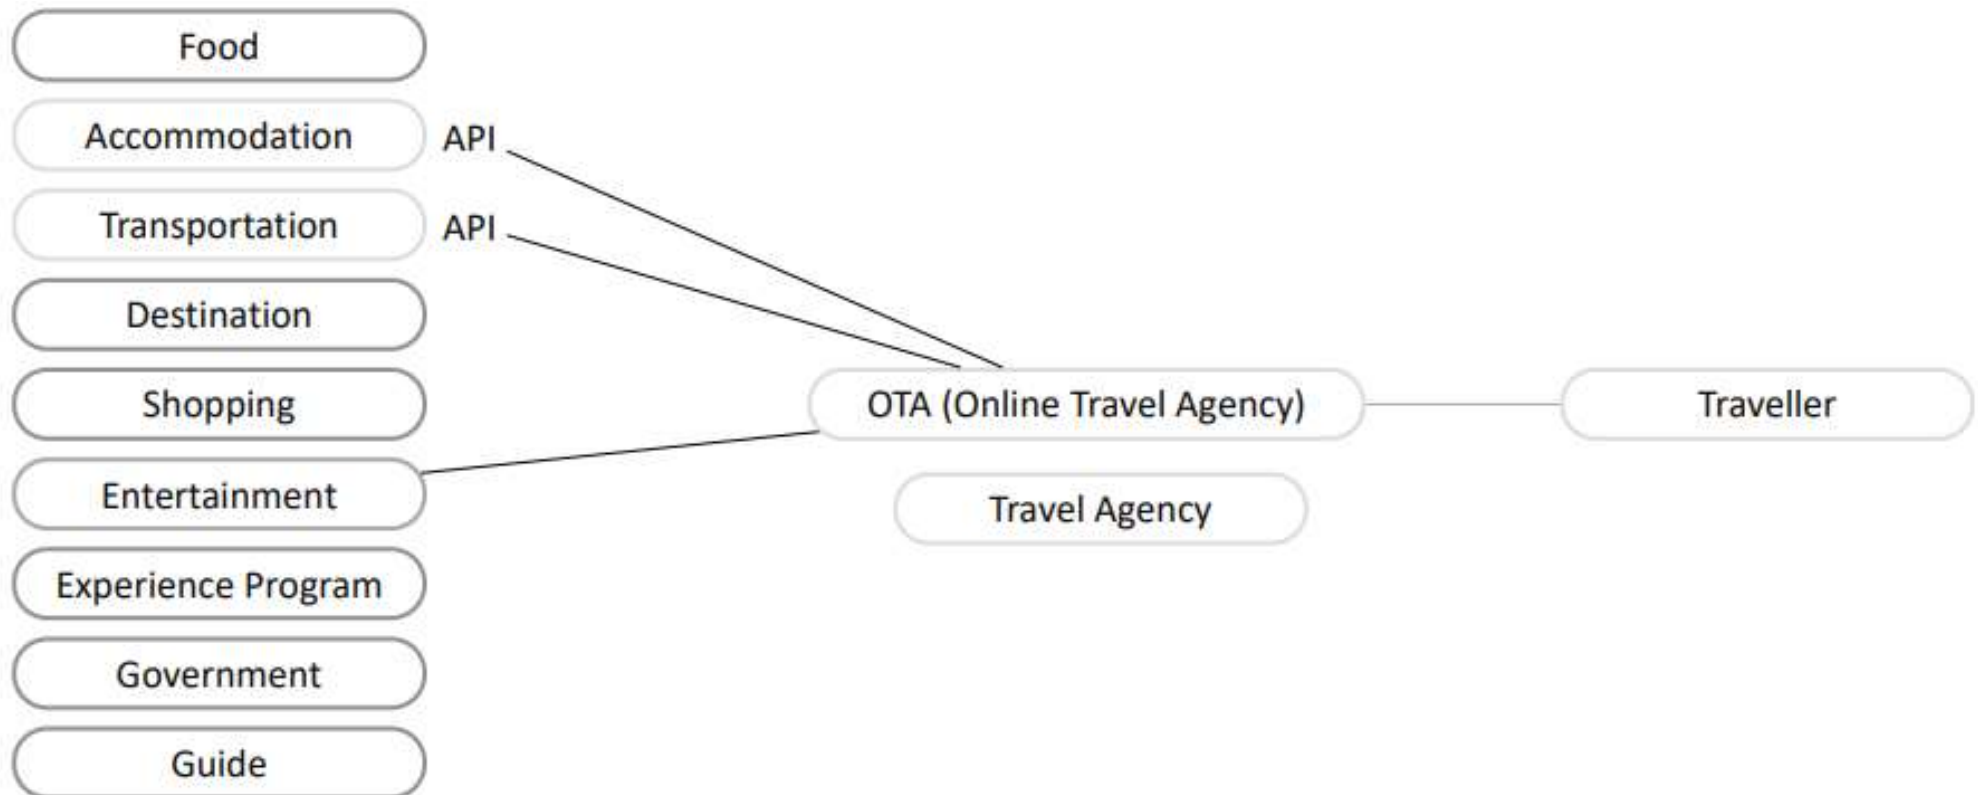 Food
Accommodation API
Transportation API
Destination
Shopping
OTA (Online Travel Agency)
Traveller
Entertainment
Travel Agency
Experience Program
Government
Guide